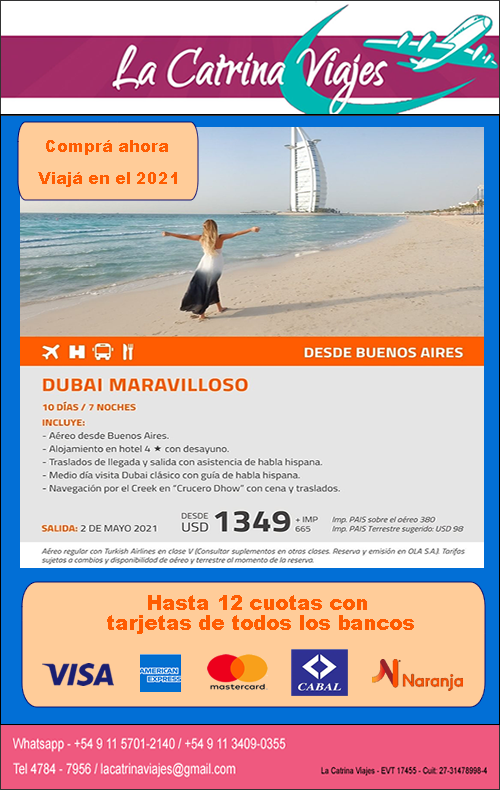 La Catrina Viajes
Comprá ahora
Viajá en el 2021
DESDE BUENOS AIRES
DUBAI MARAVILLOSO
10 DÍAS / 7 NOCHES
INCLUYE:
- Aéreo desde Buenos Aires.
- Alojamiento en hotel 4 ★ con desayuno.
- Traslados de llegada y salida con asistencia de habla hispana.
- Medio día visita Dubai clásico con guía de habla hispana.
- Navegación por el Creek en “Crucero Dhow” con cena y traslados.
SALIDA: 2 DE MAYO 2021
DESDE
USD 1349 + IMP
665
Imp. PAIS sobre el aéreo 380
Imp. PAIS Terrestre sugerido: USD 98
Aéreo regular con Turkish Airlines en clase V (Consultar suplementos en otras clases. Reserva y emisión en OLA S.A.). Tarifas
sujetas a cambios y disponibilidad de aéreo y terrestre al momento de la reserva.
Hasta 12 cuotas con
tarjetas de todos los bancos
VISA
AMERICAN
EXPRESS
mastercard.
CABAL
Naranja
Whatsapp - +54 9 11 5701-2140 / +54 9 11 3409-0355
Tel 4784 - 7956 / lacatrinaviajes@gmail.com
La Catrina Viajes - EVT 17455 - Cuit: 27-31478998-4